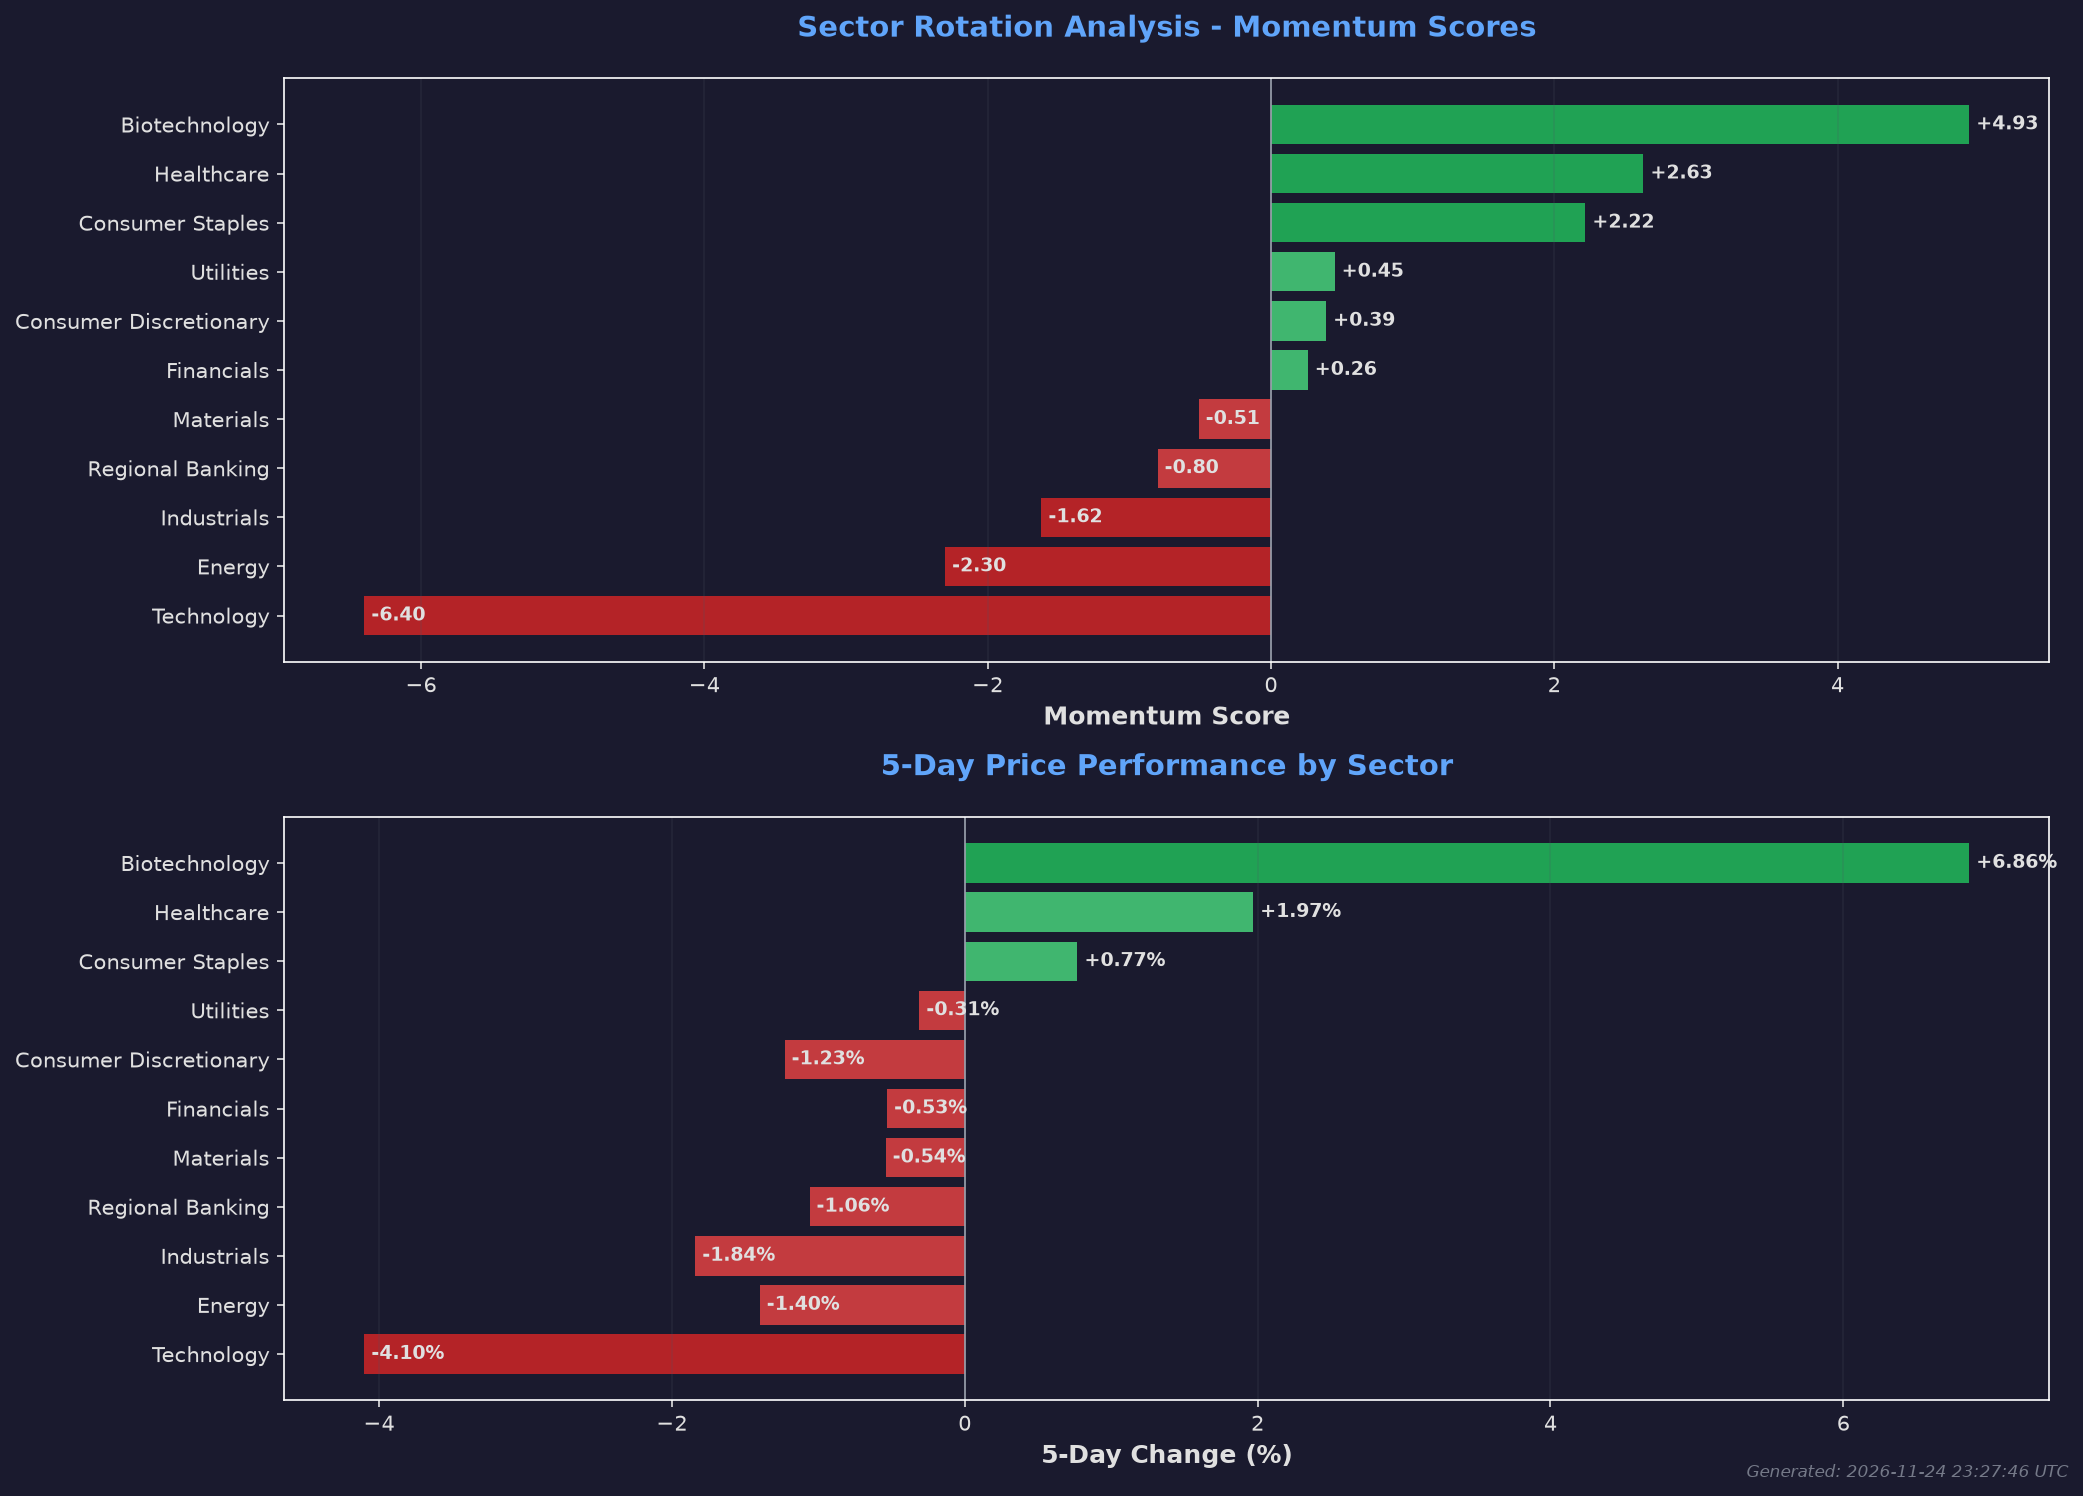 Sector Rotation Analysis - Momentum Scores
Biotechnology +4.93
Healthcare +2.63
Consumer Staples +2.22
Utilities +0.45
Consumer Discretionary +0.39
Financials +0.26
Materials -0.51
Regional Banking -0.80
Industrials -1.62
Energy -2.30
Technology -6.40
−6 −4 −2 0 2 4
Momentum Score
5-Day Price Performance by Sector
Biotechnology +6.86%
Healthcare +1.97%
Consumer Staples +0.77%
Utilities -0.31%
Consumer Discretionary -1.23%
Financials -0.53%
Materials -0.54%
Regional Banking -1.06%
Industrials -1.84%
Energy -1.40%
Technology -4.10%
−4 −2 0 2 4 6
5-Day Change (%)
Generated: 2026-11-24 23:27:46 UTC